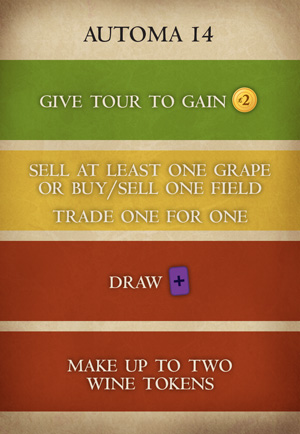 AUTOMA 14
GIVE TOUR TO GAIN 2
SELL AT LEAST ONE GRAPE
OR BUY/SELL ONE FIELD
TRADE ONE FOR ONE
DRAW +
MAKE UP TO TWO
WINE TOKENS